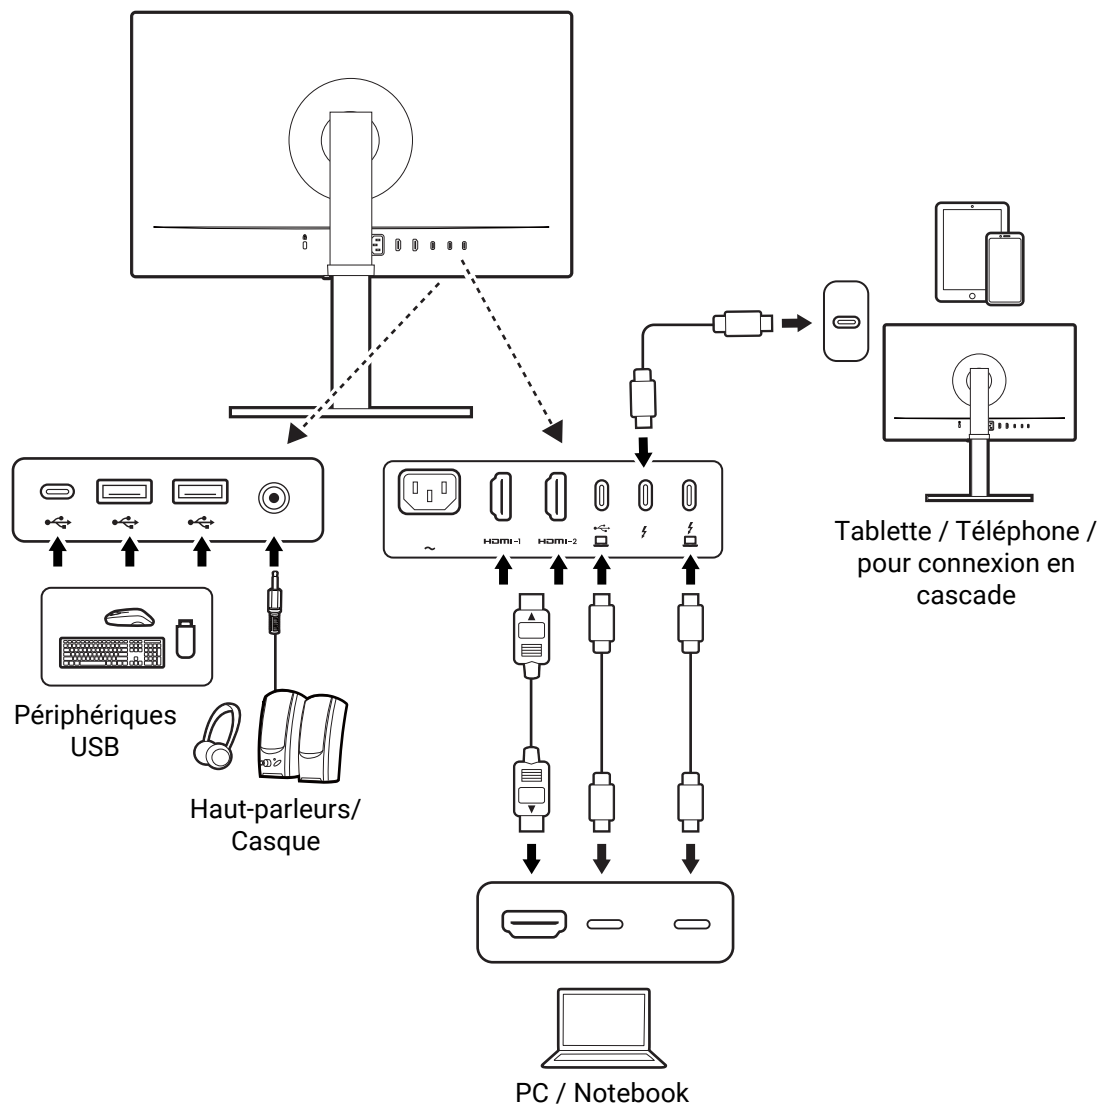 HDMI-1 HDMI-2
Tablette / Téléphone /
pour connexion en
cascade
Périphériques
USB
Haut-parleurs/
Casque
PC / Notebook